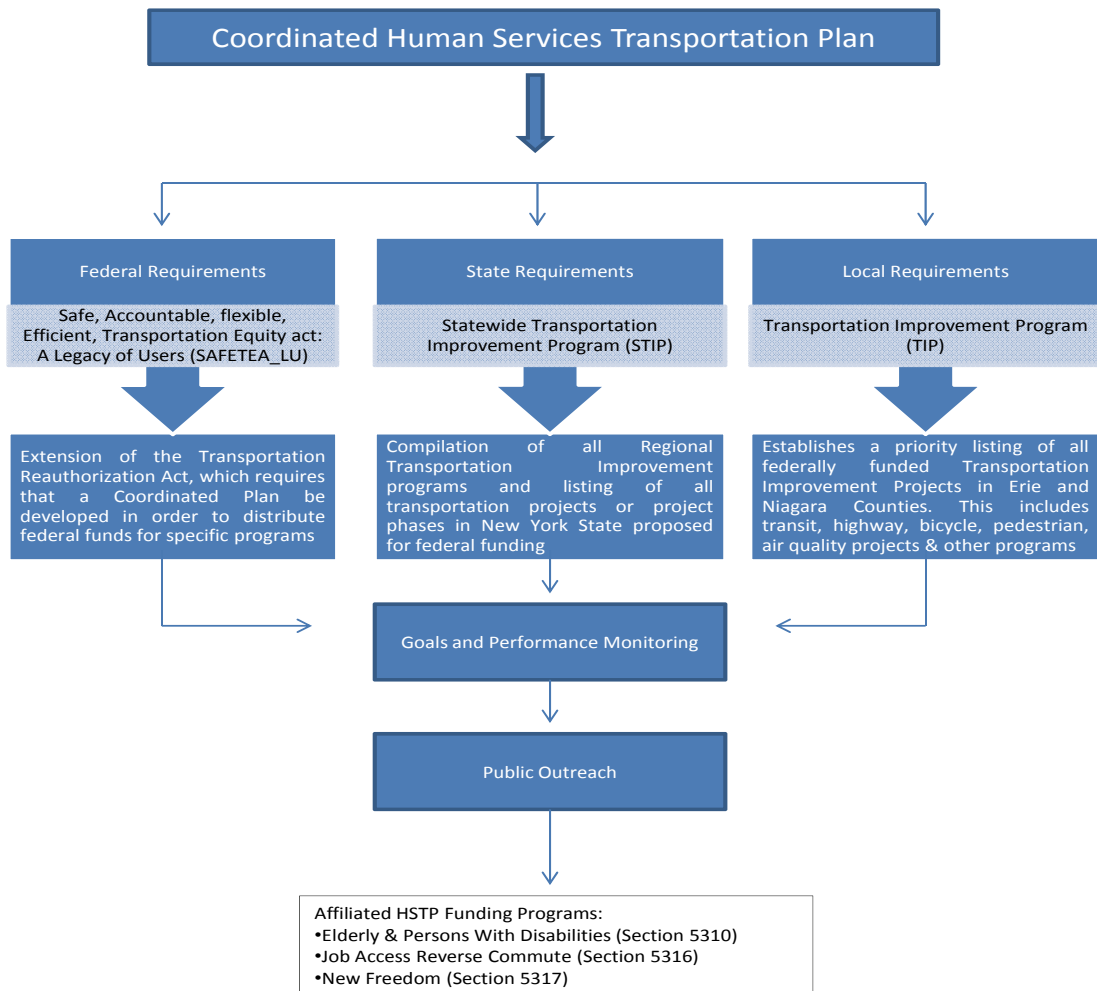 Coordinated Human Services Transportation Plan
Federal Requirements
Safe, Accountable, flexible,
Efficient, Transportation Equity act:
A Legacy of Users (SAFETEA_LU)
Extension of the Transportation
Reauthorization Act, which requires
that a Coordinated Plan be
developed in order to distribute
federal funds for specific programs
State Requirements
Statewide Transportation
Improvement Program (STIP)
Compilation of all Regional
Transportation Improvement
programs and listing of all
transportation projects or project
phases in New York State proposed
for federal funding
Local Requirements
Transportation Improvement Program
(TIP)
Establishes a priority listing of all
federally funded Transportation
Improvement Projects in Erie and
Niagara Counties. This includes
transit, highway, bicycle, pedestrian,
air quality projects & other programs
Goals and Performance Monitoring
Public Outreach
Affiliated HSTP Funding Programs:
•Elderly & Persons With Disabilities (Section 5310)
•Job Access Reverse Commute (Section 5316)
•New Freedom (Section 5317)